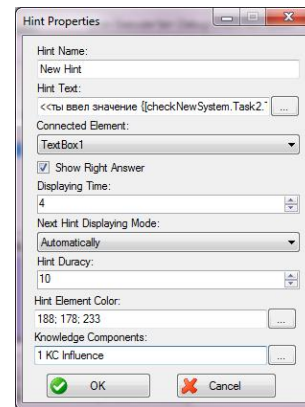 Hint Properties
Hint Name:
New Hint
Hint Text:
<<ты ввел значение {[checkNewSystem.Task2.
...
Connected Element:
TextBox1
Show Right Answer
Displaying Time:
4
Next Hint Displaying Mode:
Automatically
Hint Duracy:
10
Hint Element Color:
188; 178; 233
...
Knowledge Components:
1 KC Influence
...
OK
Cancel